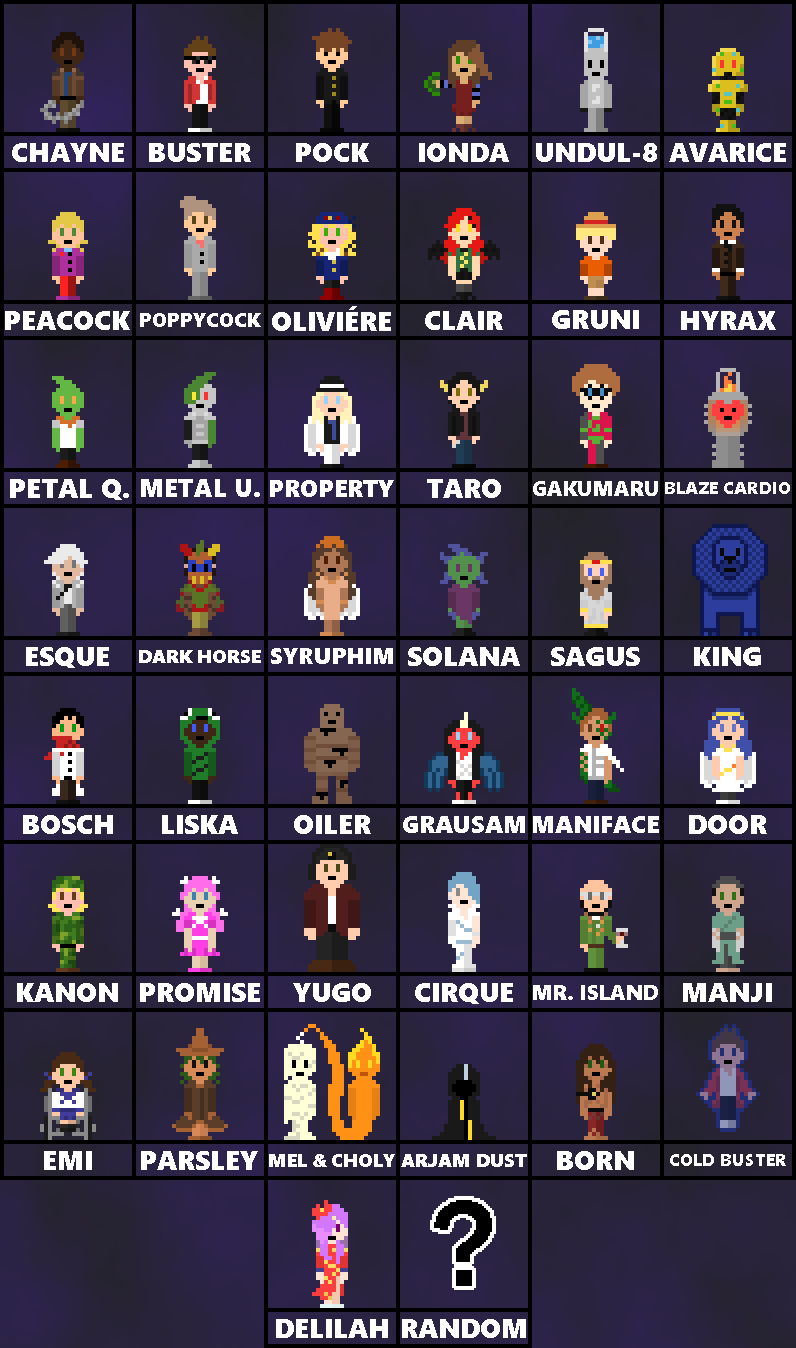 CHAYNE BUSTER POCK IONDA UNDUL-8 AVARICE
PEACOCK POPPYCOCK OLIVIÉRE CLAIR GRUNI HYRAX
PETAL Q. METAL U. PROPERTY TARO GAKUMARU BLAZE CARDIO
ESQUE DARK HORSE SYRUPHIM SOLANA SAGUS KING
BOSCH LISKA OILER GRAUSAM MANIFACE DOOR
KANON PROMISE YUGO CIRQUE MR. ISLAND MANJI
EMI PARSLEY MEL & CHOLY ARJAM DUST BORN COLD BUSTER
?
DELILAH RANDOM